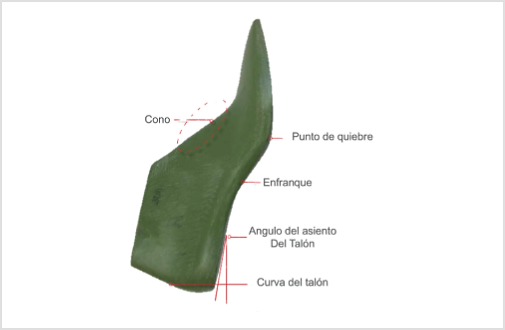 Cono
Punto de quiebre
Enfranque
Angulo del asiento
Del Talón
Curva del talón